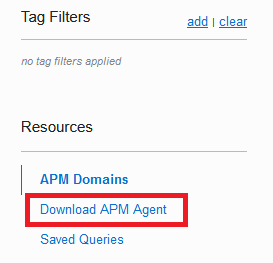 Tag Filters
add | clear
no tag filters applied
Resources
APM Domains
Download APM Agent
Saved Queries